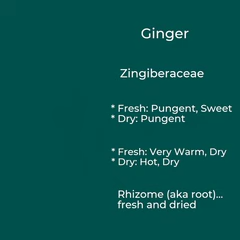 Ginger
Zingiberaceae
* Fresh: Pungent, Sweet
* Dry: Pungent
* Fresh: Very Warm, Dry
* Dry: Hot, Dry
Rhizome (aka root)...
fresh and dried